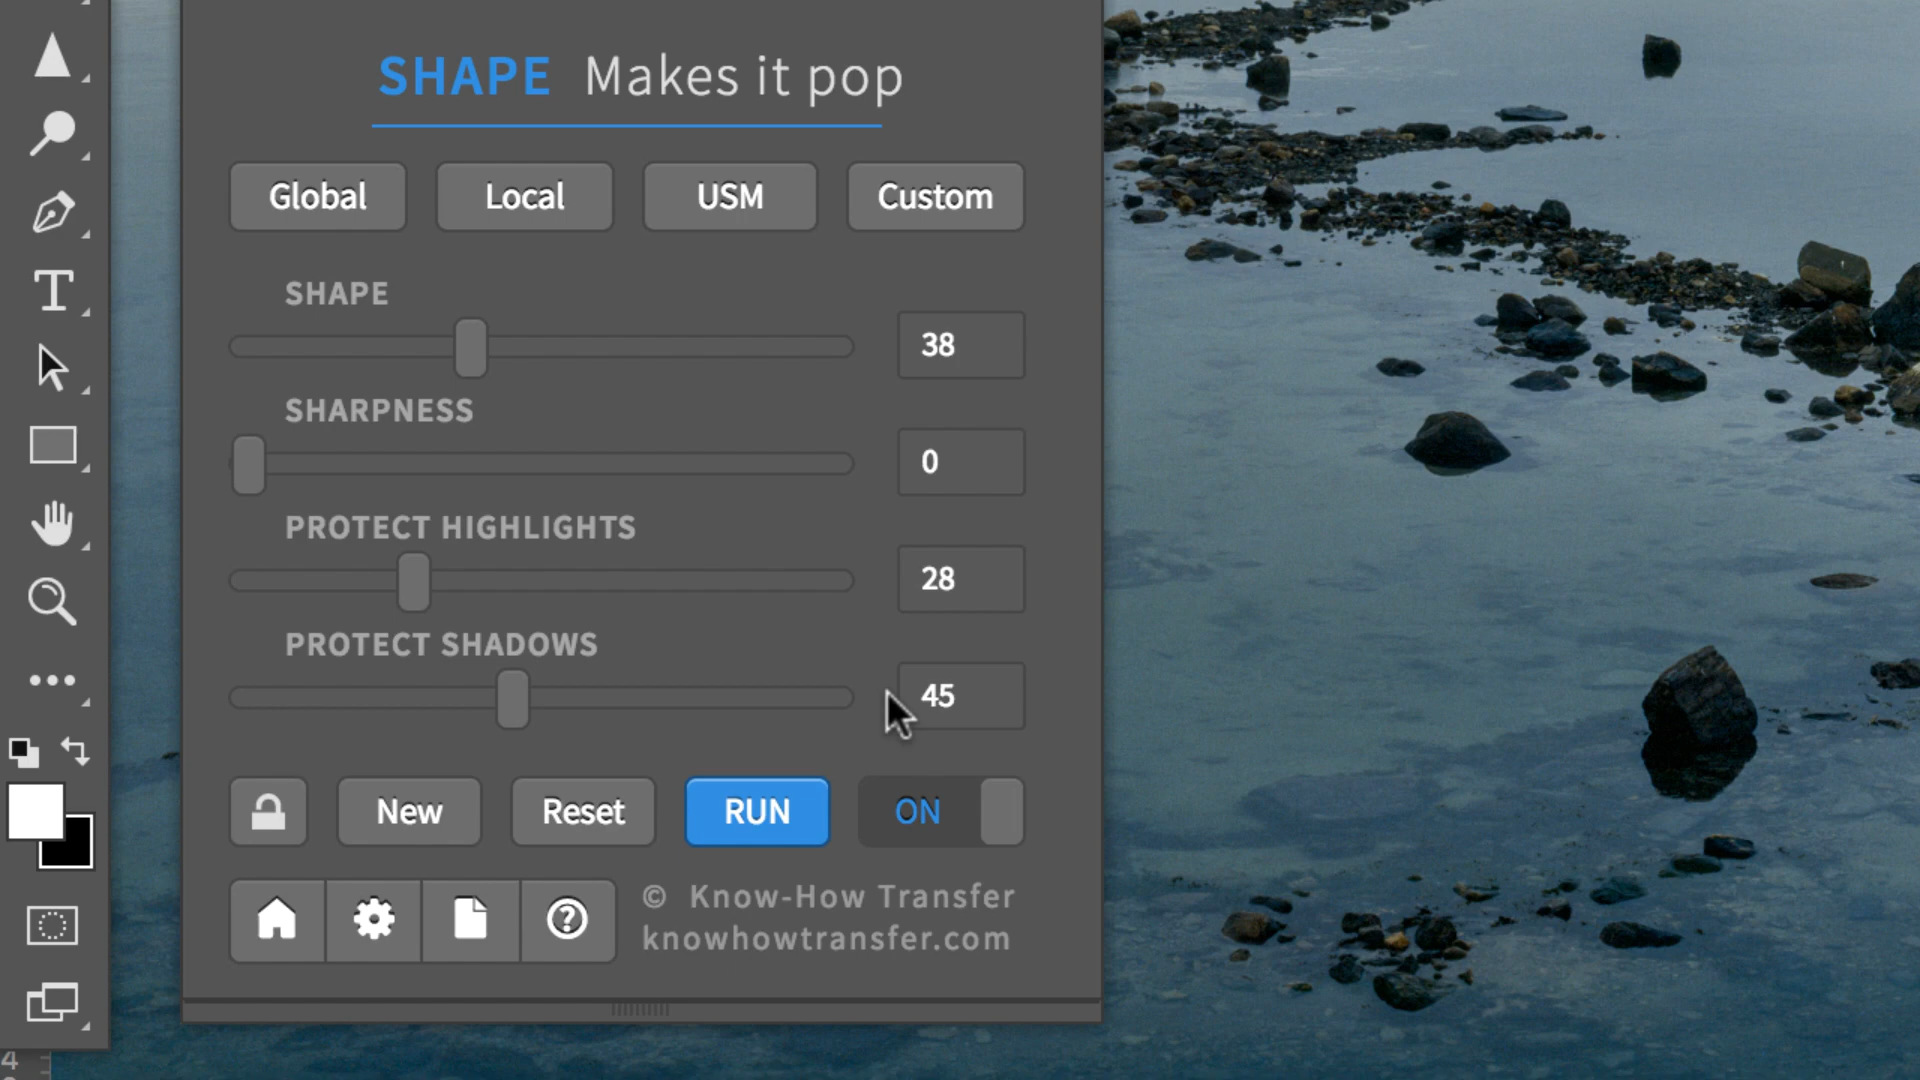 SHAPE Makes it pop
Global Local USM Custom
SHAPE
38
SHARPNESS
0
PROTECT HIGHLIGHTS
28
PROTECT SHADOWS
45
New Reset RUN ON
© Know-How Transfer
knowhowtransfer.com
4